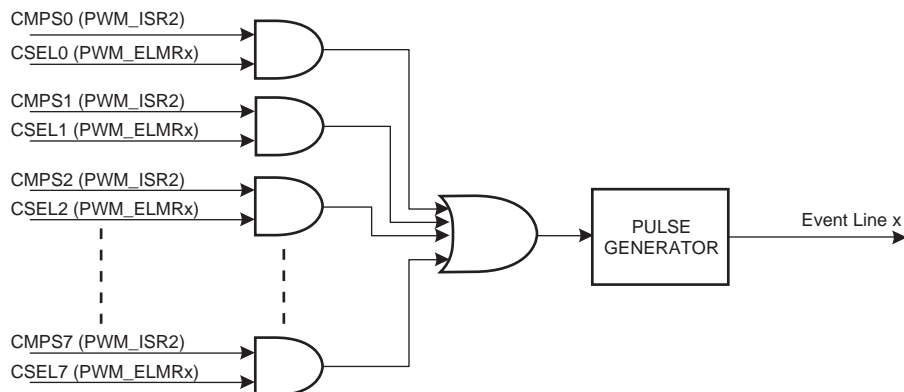 CMPS0 (PWM_ISR2)
CSEL0 (PWM_ELMRx)
CMPS1 (PWM_ISR2)
CSEL1 (PWM_ELMRx)
CMPS2 (PWM_ISR2)
CSEL2 (PWM_ELMRx)
PULSE
GENERATOR
Event Line x
CMPS7 (PWM_ISR2)
CSEL7 (PWM_ELMRx)